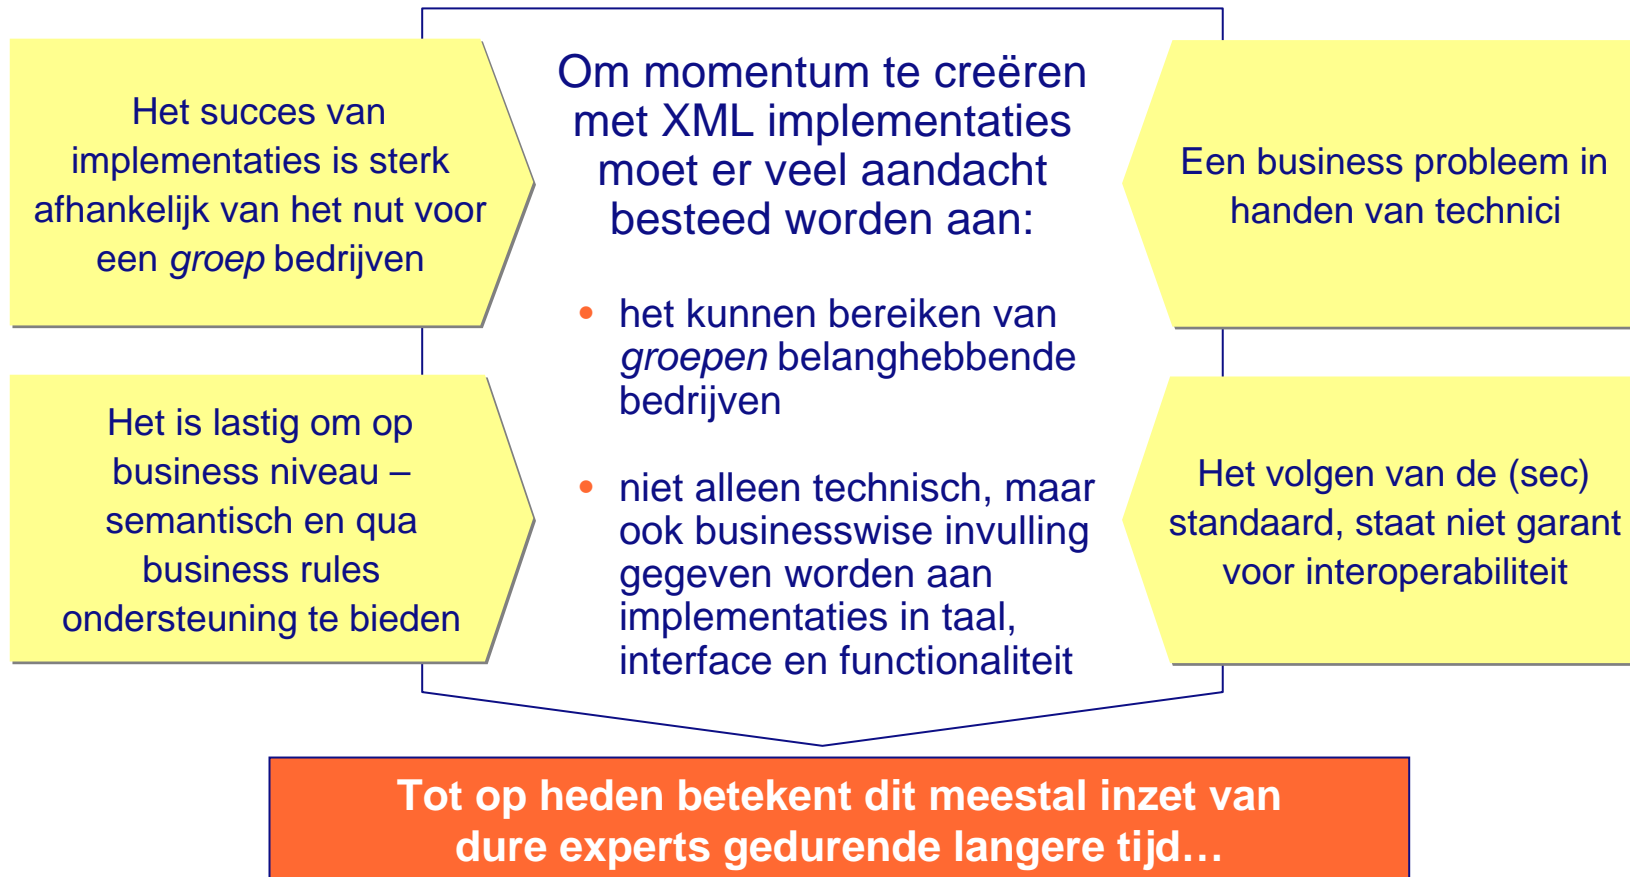 Het succes van
implementaties is sterk
afhankelijk van het nut voor
een groep bedrijven
Het is lastig om op
business niveau –
semantisch en qua
business rules
ondersteuning te bieden
Om momentum te creëren
met XML implementaties
moet er veel aandacht
besteed worden aan:
• het kunnen bereiken van
groepen belanghebbende
bedrijven
• niet alleen technisch, maar
ook businesswise invulling
gegeven worden aan
implementaties in taal,
interface en functionaliteit
Een business probleem in
handen van technici
Het volgen van de (sec)
standaard, staat niet garant
voor interoperabiliteit
Tot op heden betekent dit meestal inzet van
dure experts gedurende langere tijd…